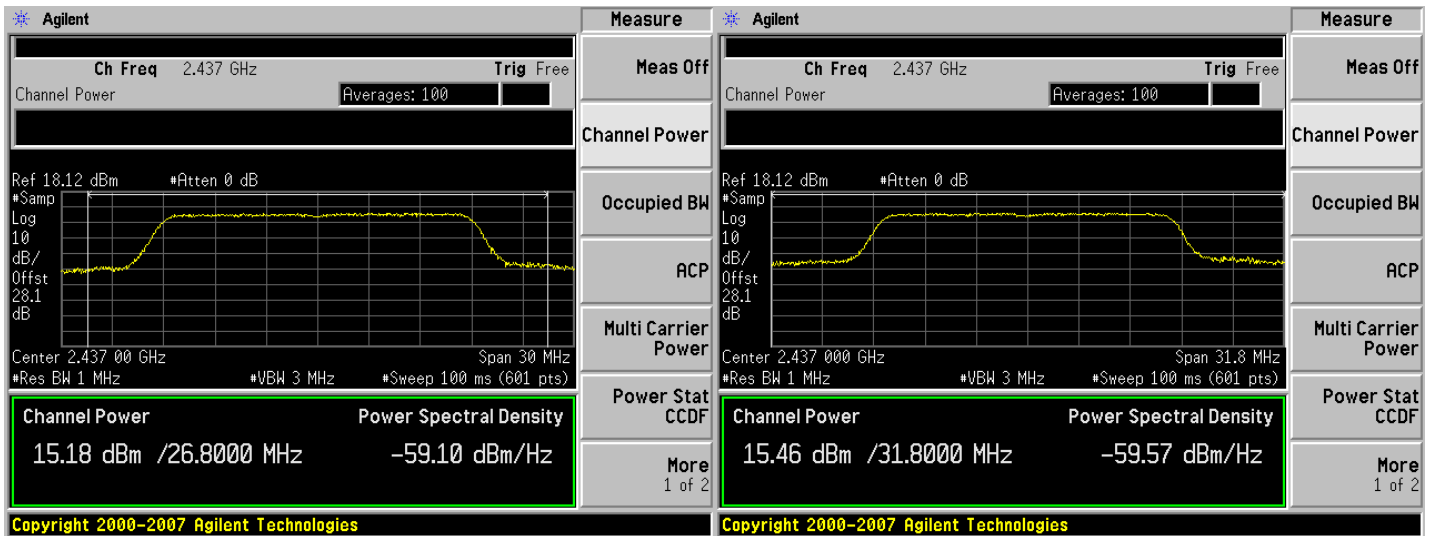 Agilent
Measure
Ch Freq 2.437 GHz Trig Free
Channel Power Averages: 100
Ref 18.12 dBm #Atten 0 dB
#Samp
Log
10
dB/
Offst
28.1
dB
Center 2.437 00 GHz Span 30 MHz
#Res BW 1 MHz #VBW 3 MHz #Sweep 100 ms (601 pts)
Channel Power Power Spectral Density
15.18 dBm /26.8000 MHz -59.10 dBm/Hz
Copyright 2000-2007 Agilent Technologies
Meas Off
Channel Power
Occupied BW
ACP
Multi Carrier
Power
Power Stat
CCDF
More
1 of 2
Agilent
Measure
Ch Freq 2.437 GHz Trig Free
Channel Power Averages: 100
Ref 18.12 dBm #Atten 0 dB
#Samp
Log
10
dB/
Offst
28.1
dB
Center 2.437 000 GHz Span 31.8 MHz
#Res BW 1 MHz #VBW 3 MHz #Sweep 100 ms (601 pts)
Channel Power Power Spectral Density
15.46 dBm /31.8000 MHz -59.57 dBm/Hz
Copyright 2000-2007 Agilent Technologies
Meas Off
Channel Power
Occupied BW
ACP
Multi Carrier
Power
Power Stat
CCDF
More
1 of 2